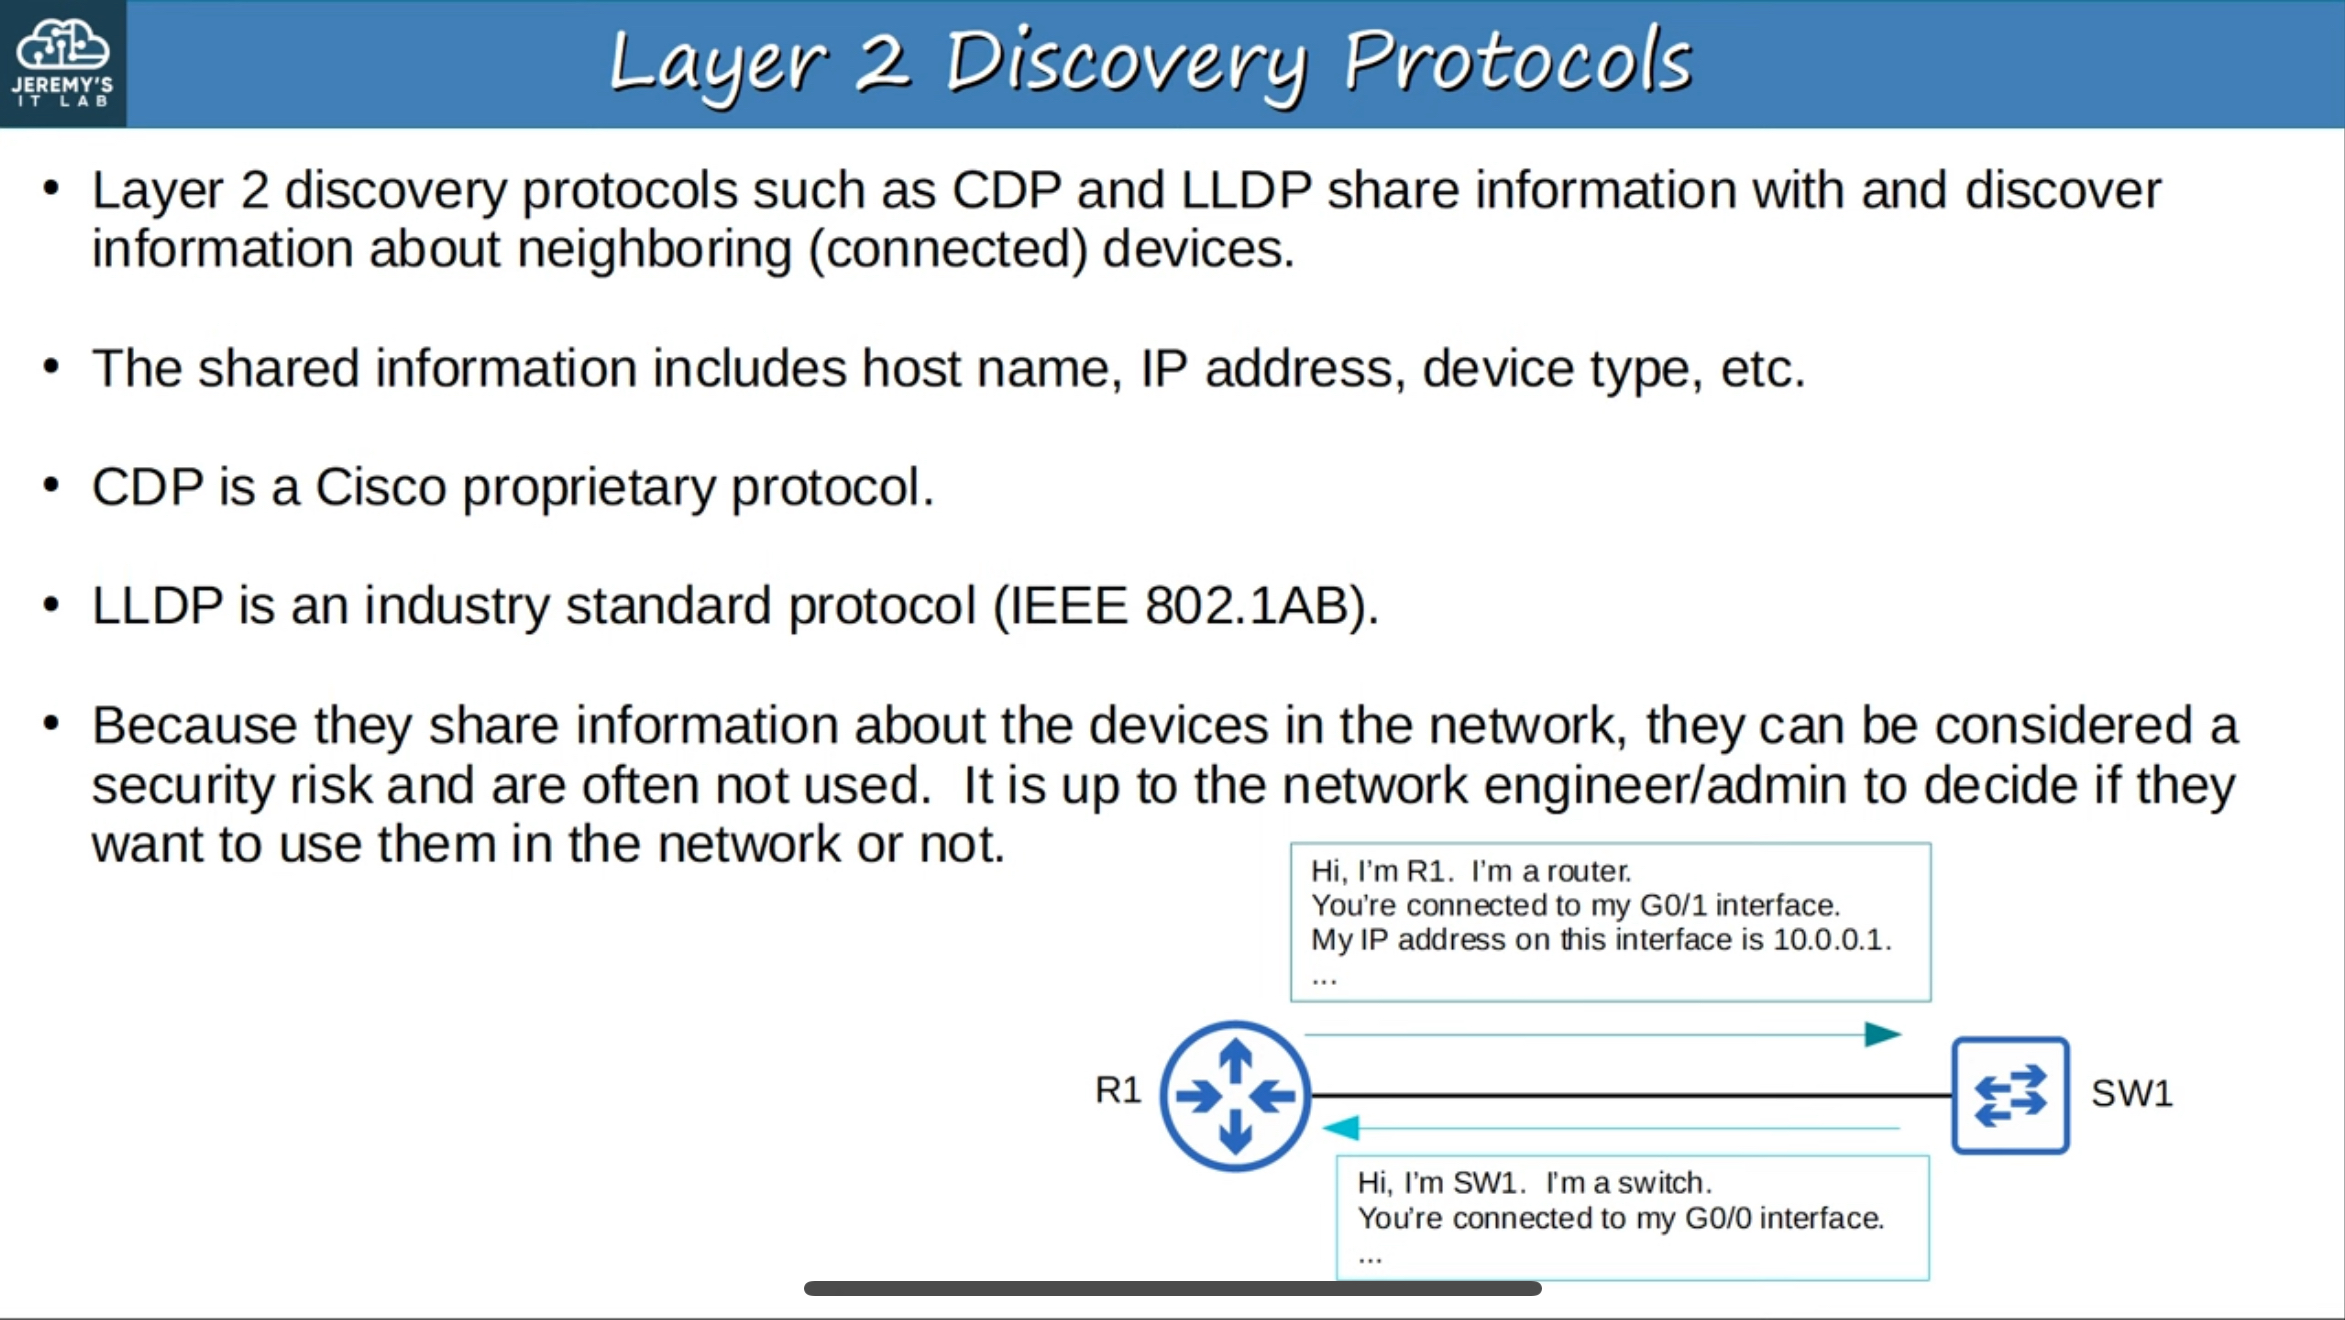 JEREMY'S
IT LAB
Layer 2 Discovery Protocols
• Layer 2 discovery protocols such as CDP and LLDP share information with and discover
information about neighboring (connected) devices.
• The shared information includes host name, IP address, device type, etc.
• CDP is a Cisco proprietary protocol.
• LLDP is an industry standard protocol (IEEE 802.1AB).
• Because they share information about the devices in the network, they can be considered a
security risk and are often not used.  It is up to the network engineer/admin to decide if they
want to use them in the network or not.
Hi, I’m R1.  I’m a router.
You’re connected to my G0/1 interface.
My IP address on this interface is 10.0.0.1.
...
R1
SW1
Hi, I’m SW1.  I’m a switch.
You’re connected to my G0/0 interface.
...